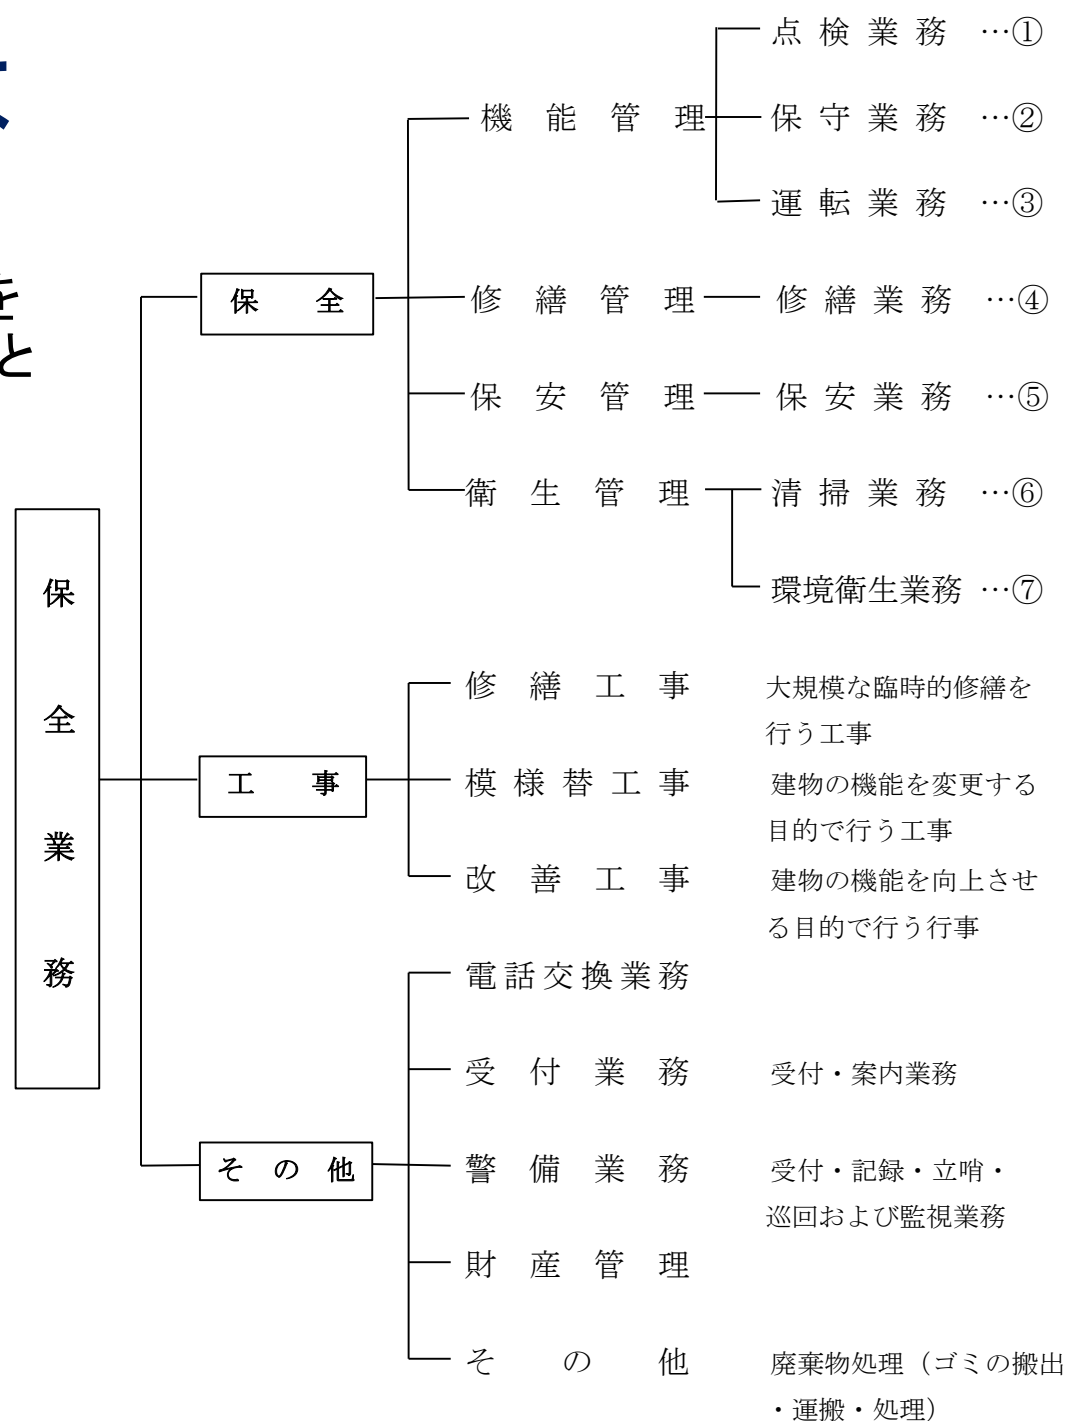 を
と
点検業務 …①
機能管理 保守業務 …②
運転業務 …③
保全 修繕管理 修繕業務 …④
保安管理 保安業務 …⑤
衛生管理 清掃業務 …⑥
環境衛生業務 …⑦
保全業務
修繕工事 大規模な臨時的修繕を
行う工事
工事 模様替工事 建物の機能を変更する
目的で行う工事
改善工事 建物の機能を向上させ
る目的で行う行事
電話交換業務
受付業務 受付・案内業務
その他 警備業務 受付・記録・立哨・
巡回および監視業務
財産管理
その他 廃棄物処理（ゴミの搬出
・運搬・処理）